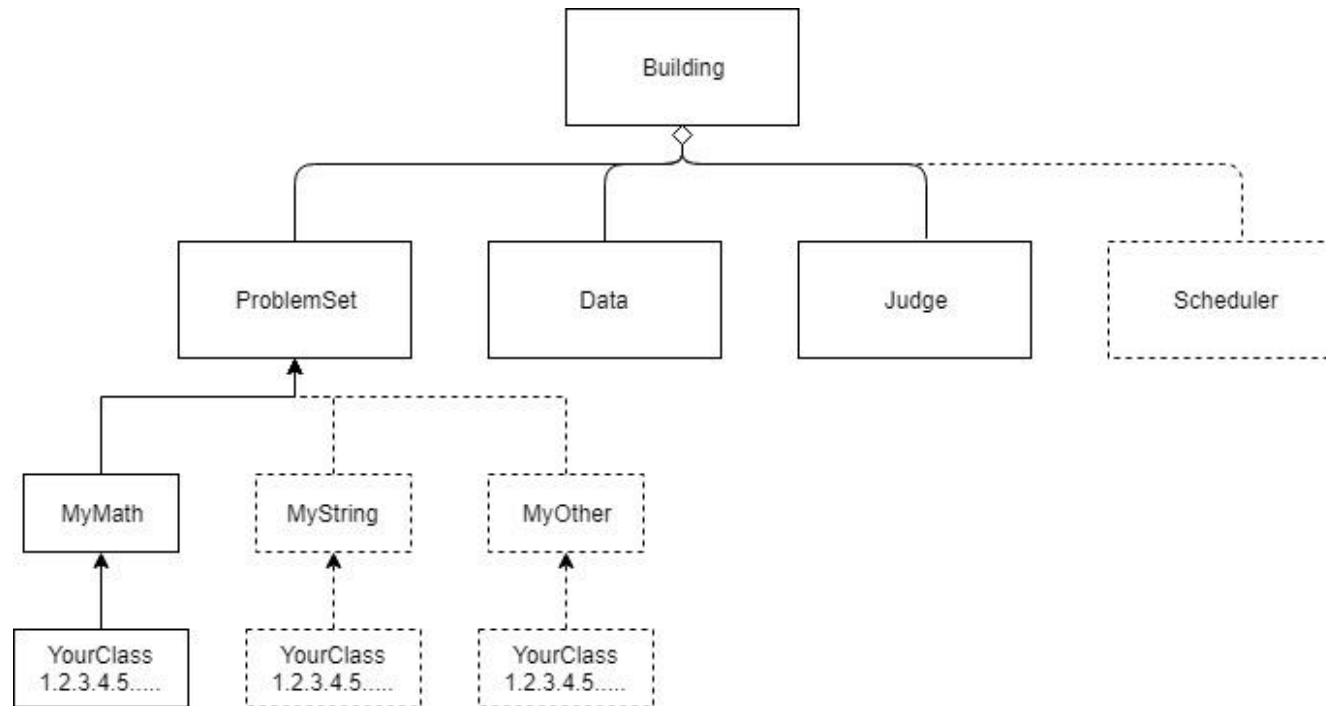 Building
ProblemSet
Data
Judge
Scheduler
MyMath
MyString
MyOther
YourClass
1.2.3.4.5.....
YourClass
1.2.3.4.5.....
YourClass
1.2.3.4.5.....